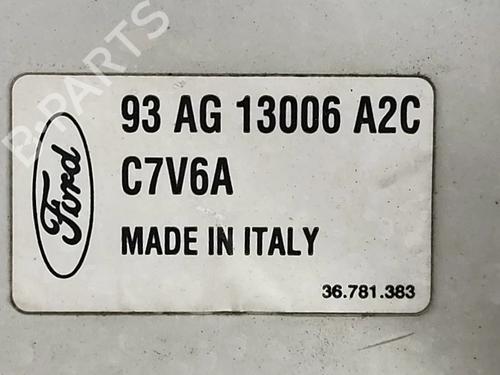 B-PARTS
Ford
93 AG 13006 A2C
C7V6A
MADE IN ITALY
36.781.383